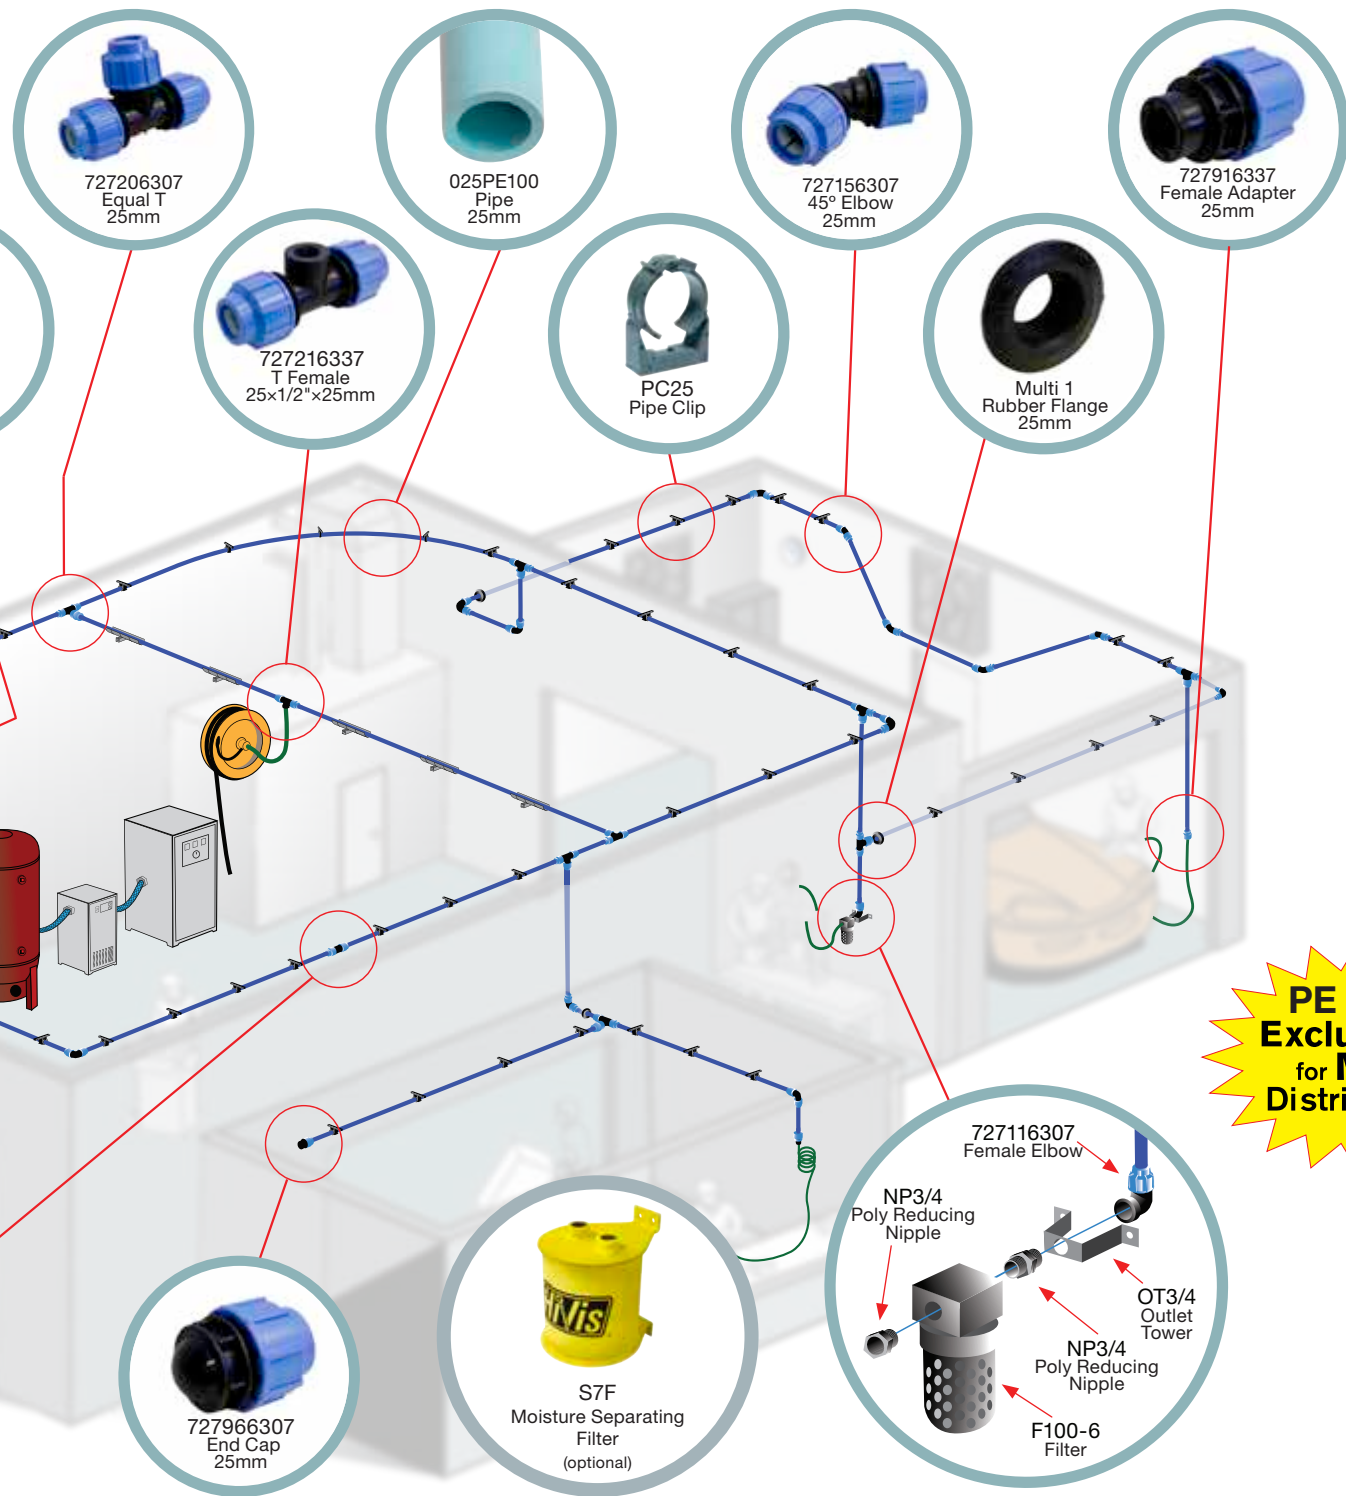 727206307
Equal T
25mm
025PE100
Pipe
25mm
727156307
45º Elbow
25mm
727916337
Female Adapter
25mm
727216337
T Female
25×1/2"×25mm
PC25
Pipe Clip
Multi 1
Rubber Flange
25mm
PE
Exclu
for M
Distri
727116307
Female Elbow
NP3/4
Poly Reducing
Nipple
OT3/4
Outlet
Tower
NP3/4
Poly Reducing
Nipple
F100-6
Filter
HiVis
S7F
Moisture Separating
Filter
(optional)
727966307
End Cap
25mm